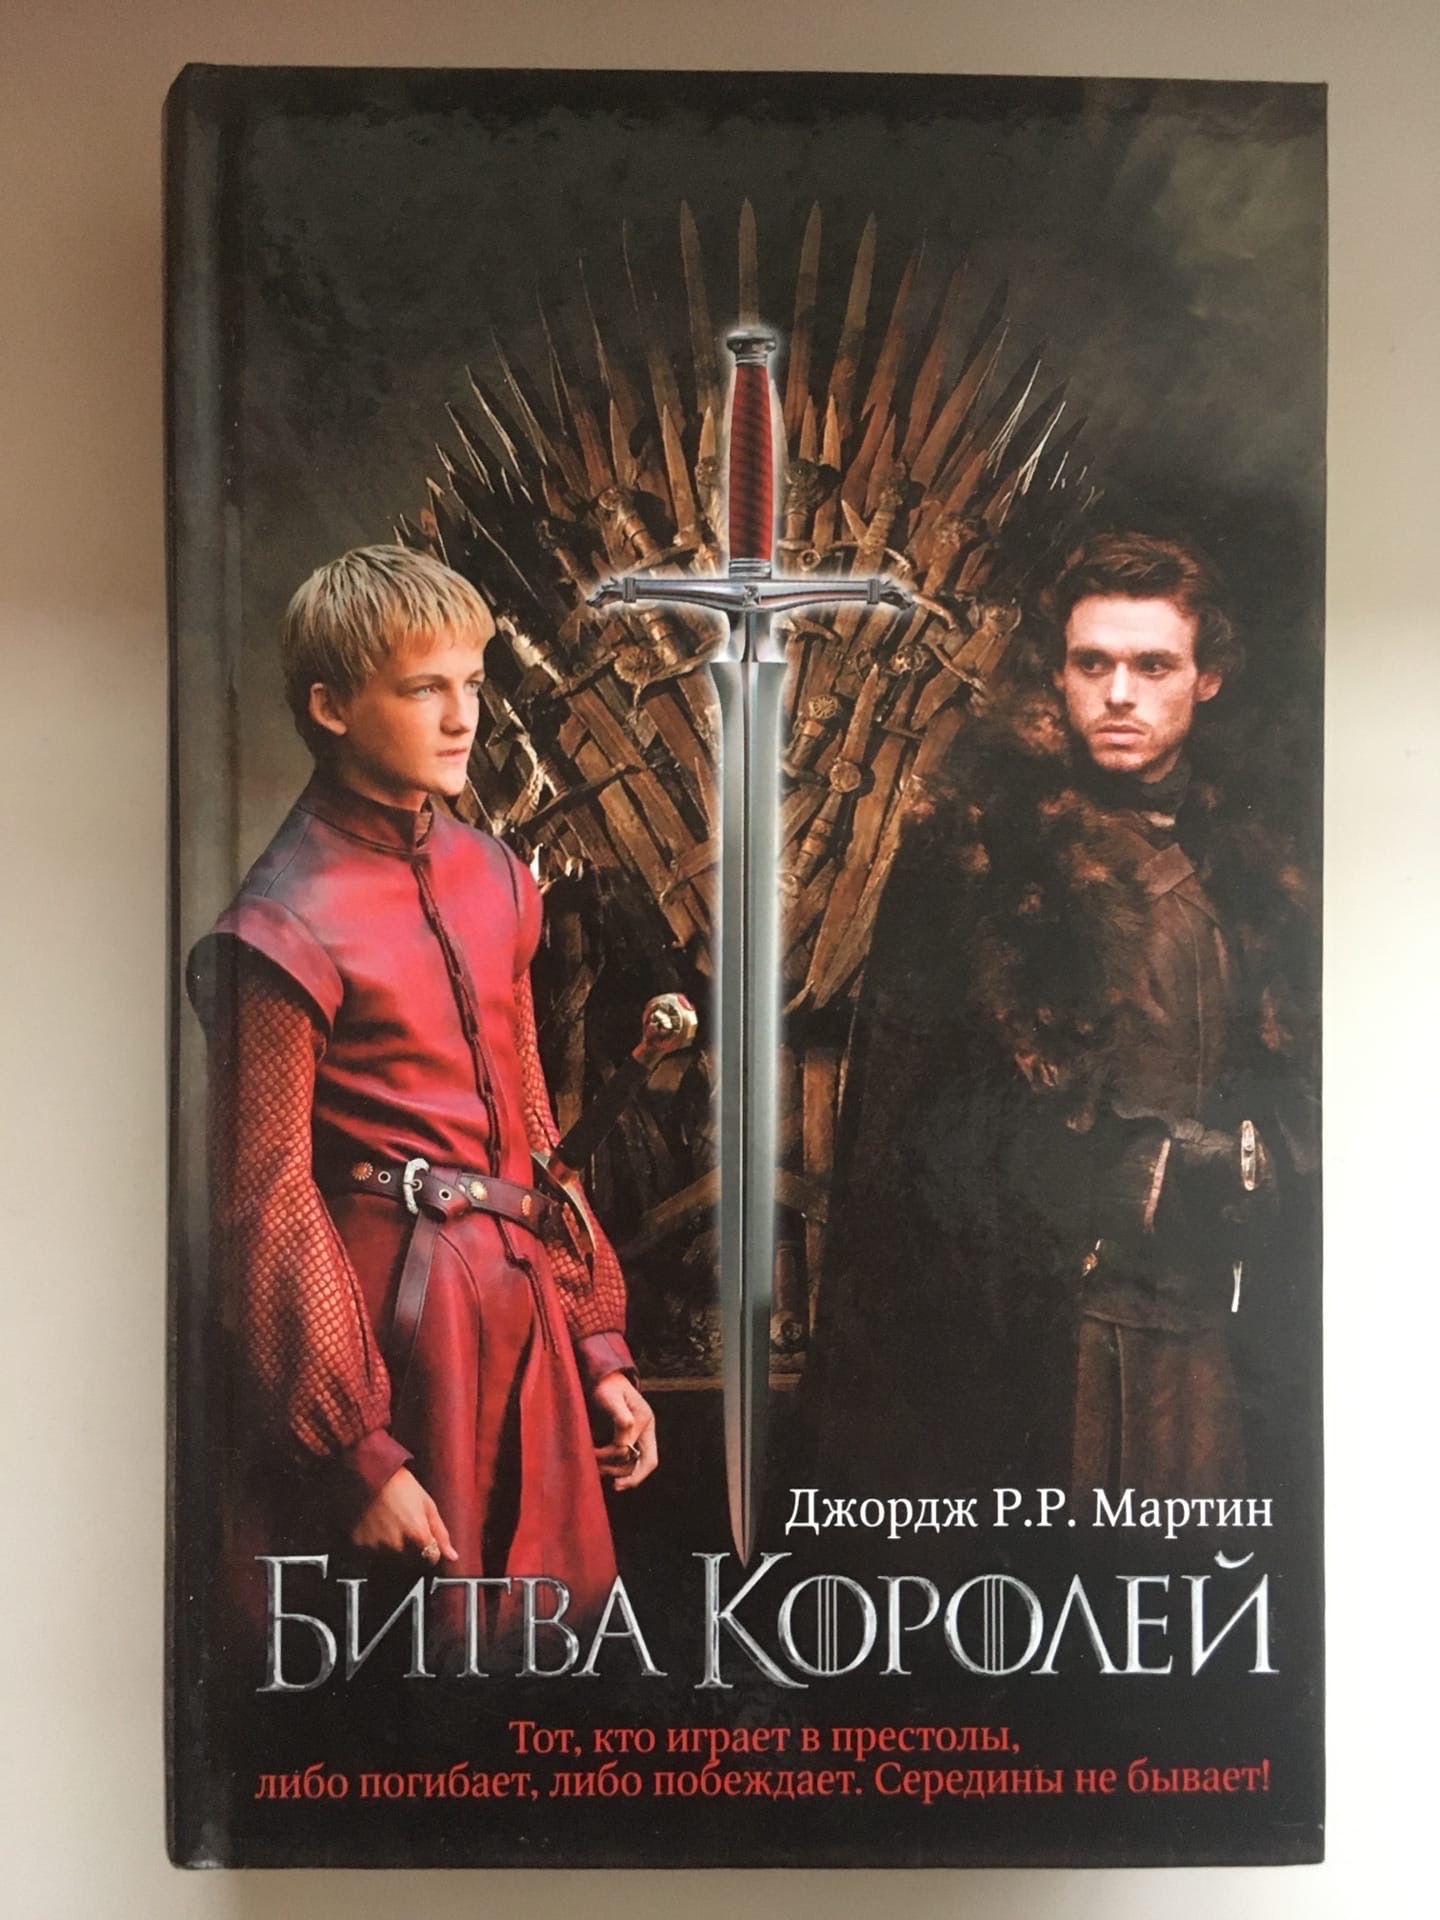 Джордж Р.Р. Мартин
Битва Королей
Тот, кто играет в престолы,
либо погибает, либо побеждает. Середины не бывает!